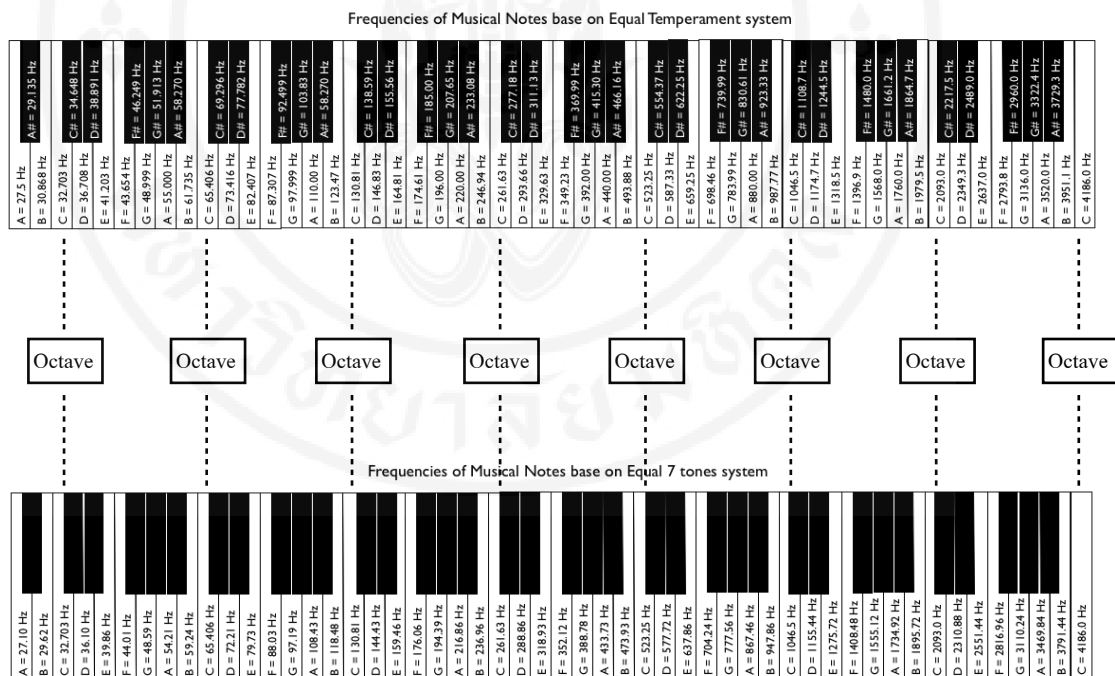 Frequencies of Musical Notes base on Equal Temperament system
A# = 29.135 Hz
C# = 34.648 Hz
D# = 38.891 Hz
F# = 46.249 Hz
G# = 51.913 Hz
A# = 58.270 Hz
C# = 69.296 Hz
D# = 77.782 Hz
F# = 92.499 Hz
G# = 103.83 Hz
A# = 58.270 Hz
C# = 138.59 Hz
D# = 155.56 Hz
F# = 185.00 Hz
G# = 207.65 Hz
A# = 233.08 Hz
C# = 277.18 Hz
D# = 311.13 Hz
F# = 369.99 Hz
G# = 415.30 Hz
A# = 466.16 Hz
C# = 554.37 Hz
D# = 622.25 Hz
F# = 739.99 Hz
G# = 830.61 Hz
A# = 923.33 Hz
C# = 1108.7 Hz
D# = 1244.5 Hz
F# = 1480.0 Hz
G# = 1661.2 Hz
A# = 1864.7 Hz
C# = 2217.5 Hz
D# = 2489.0 Hz
F# = 2960.0 Hz
G# = 3322.4 Hz
A# = 3729.3 Hz
A = 27.5 Hz
B = 30.868 Hz
C = 32.703 Hz
D = 36.708 Hz
E = 41.203 Hz
F = 43.654 Hz
G = 48.999 Hz
A = 55.000 Hz
B = 61.735 Hz
C = 65.406 Hz
D = 73.416 Hz
E = 82.407 Hz
F = 87.307 Hz
G = 97.999 Hz
A = 110.00 Hz
B = 123.47 Hz
C = 130.81 Hz
D = 146.83 Hz
E = 164.81 Hz
F = 174.61 Hz
G = 196.00 Hz
A = 220.00 Hz
B = 246.94 Hz
C = 261.63 Hz
D = 293.66 Hz
E = 329.63 Hz
F = 349.23 Hz
G = 392.00 Hz
A = 440.00 Hz
B = 493.88 Hz
C = 523.25 Hz
D = 587.33 Hz
E = 659.25 Hz
F = 698.46 Hz
G = 783.99 Hz
A = 880.00 Hz
B = 987.77 Hz
C = 1046.5 Hz
D = 1174.7 Hz
E = 1318.5 Hz
F = 1396.9 Hz
G = 1568.0 Hz
A = 1760.0 Hz
B = 1979.5 Hz
C = 2093.0 Hz
D = 2349.3 Hz
E = 2637.0 Hz
F = 2793.8 Hz
G = 3136.0 Hz
A = 3520.0 Hz
B = 3951.1 Hz
C = 4186.0 Hz
Octave
Octave
Octave
Octave
Octave
Octave
Octave
Octave
Frequencies of Musical Notes base on Equal 7 tones system
A = 27.10 Hz
B = 29.62 Hz
C = 32.703 Hz
D = 36.10 Hz
E = 39.86 Hz
F = 44.01 Hz
G = 48.59 Hz
A = 54.21 Hz
B = 59.24 Hz
C = 65.406 Hz
D = 72.21 Hz
E = 79.73 Hz
F = 88.03 Hz
G = 97.19 Hz
A = 108.43 Hz
B = 118.48 Hz
C = 130.81 Hz
D = 144.43 Hz
E = 159.46 Hz
F = 176.06 Hz
G = 194.39 Hz
A = 216.86 Hz
B = 236.96 Hz
C = 261.63 Hz
D = 288.86 Hz
E = 318.93 Hz
F = 352.12 Hz
G = 388.78 Hz
A = 433.73 Hz
B = 473.93 Hz
C = 523.25 Hz
D = 577.72 Hz
E = 637.86 Hz
F = 704.24 Hz
G = 777.56 Hz
A = 867.46 Hz
B = 947.86 Hz
C = 1046.5 Hz
D = 1155.44 Hz
E = 1275.72 Hz
F = 1408.48 Hz
G = 1555.12 Hz
A = 1734.92 Hz
B = 1895.72 Hz
C = 2093.0 Hz
D = 2310.88 Hz
E = 2551.44 Hz
F = 2816.96 Hz
G = 3110.24 Hz
A = 3469.84 Hz
B = 3791.44 Hz
C = 4186.0 Hz